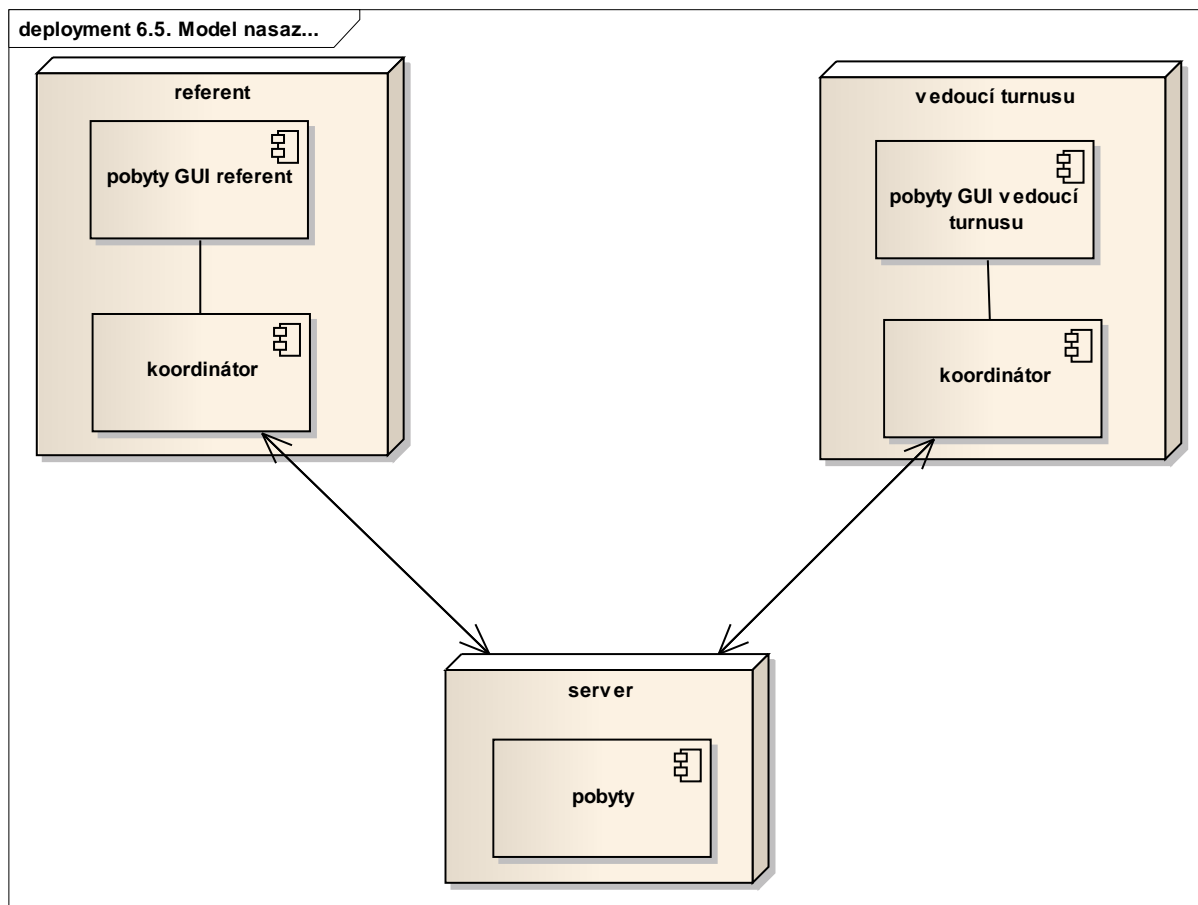 deployment 6.5. Model nasaz...
referent
pobyty GUI referent
koordinátor
vedoucí turnusu
pobyty GUI vedoucí
turnusu
koordinátor
server
pobyty